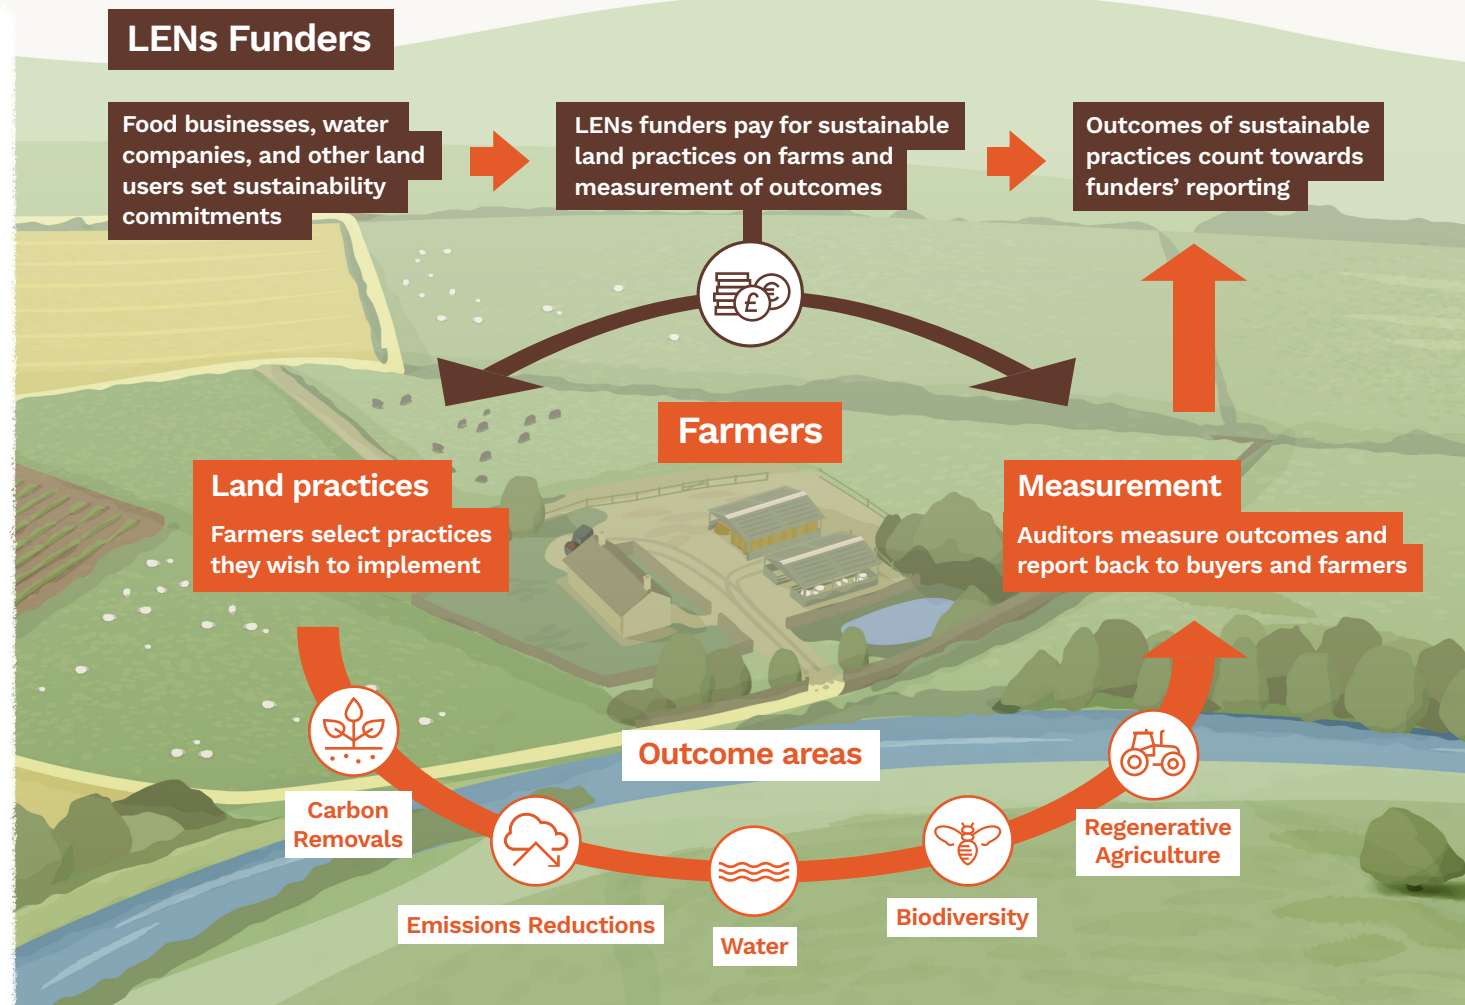 LENs Funders
Food businesses, water
companies, and other land
users set sustainability
commitments
LENs funders pay for sustainable
land practices on farms and
measurement of outcomes
Outcomes of sustainable
practices count towards
funders’ reporting
£
€
Farmers
Land practices
Farmers select practices
they wish to implement
Measurement
Auditors measure outcomes and
report back to buyers and farmers
Outcome areas
Carbon
Removals
Emissions Reductions
Water
Biodiversity
Regenerative
Agriculture